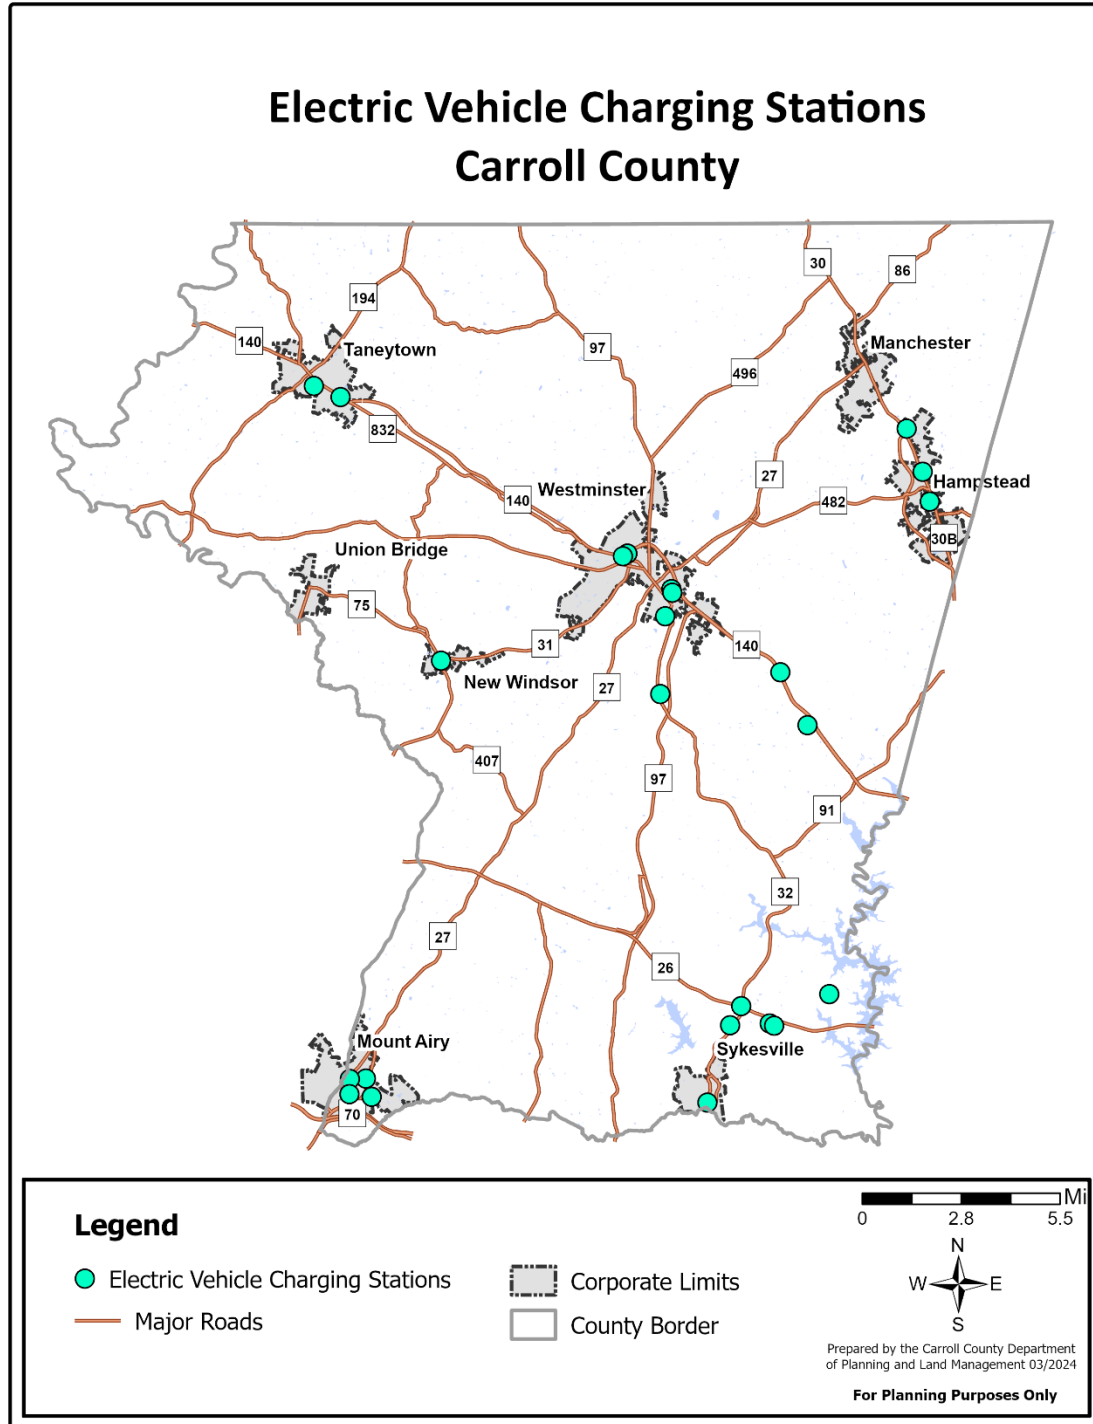 Electric Vehicle Charging Stations
Carroll County
30
86
194
140
Taneytown
97
Manchester
496
832
27
Hampstead
Westminster
140
482
30B
Union Bridge
75
31
140
New Windsor
27
407
97
91
32
27
26
Mount Airy
Sykesville
70
Legend
Electric Vehicle Charging Stations
Major Roads
Corporate Limits
County Border
Mi
0 2.8 5.5
N
W E
S
Prepared by the Carroll County Department
of Planning and Land Management 03/2024
For Planning Purposes Only